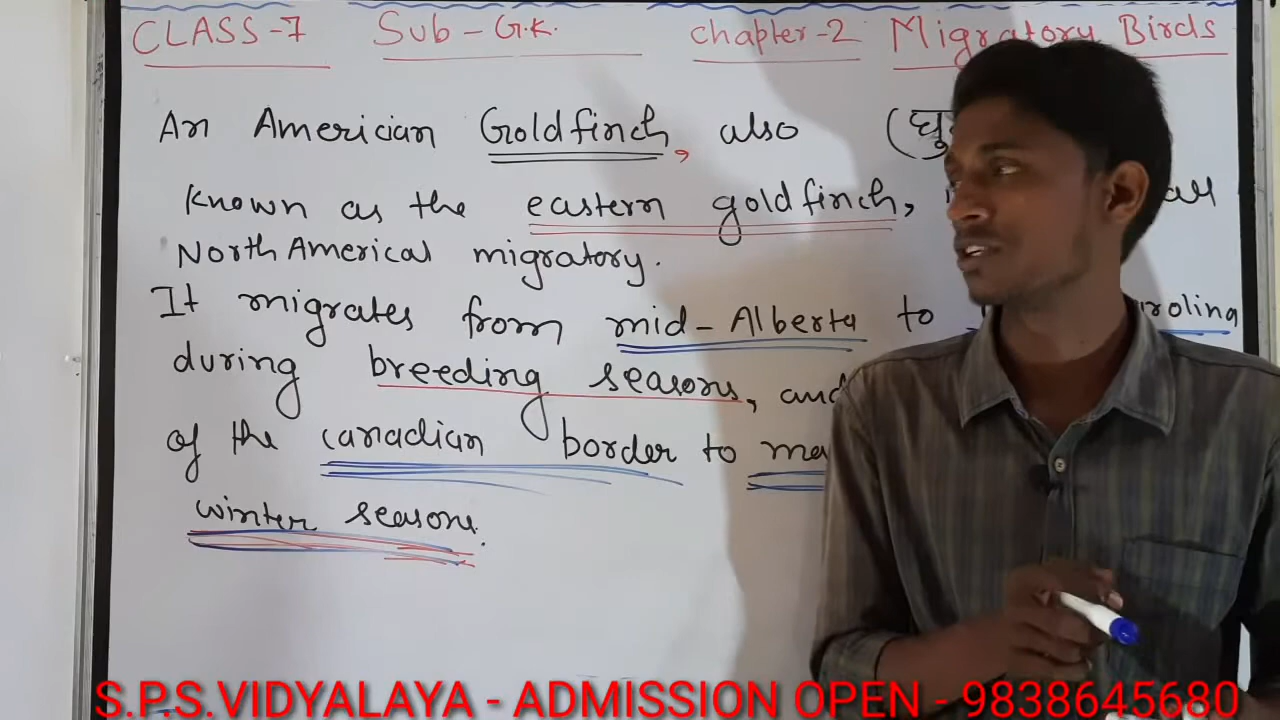 CLASS-7 Sub-G.K. chapter-2 Migratory Birds
An Americian Goldfinch, also
known as the eastern goldfinch,
North Americal migratory.
It migrates from mid-Alberta to
during breeding seasons, and
of the canadian border to
winter seasons.
S.P.S.VIDYALAYA - ADMISSION OPEN - 9838645680